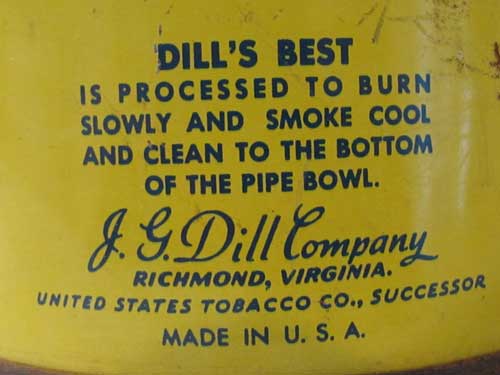 DILL'S BEST
IS PROCESSED TO BURN
SLOWLY AND SMOKE COOL
AND CLEAN TO THE BOTTOM
OF THE PIPE BOWL.
J. G. Dill Company
RICHMOND, VIRGINIA.
UNITED STATES TOBACCO CO., SUCCESSOR
MADE IN U. S. A.